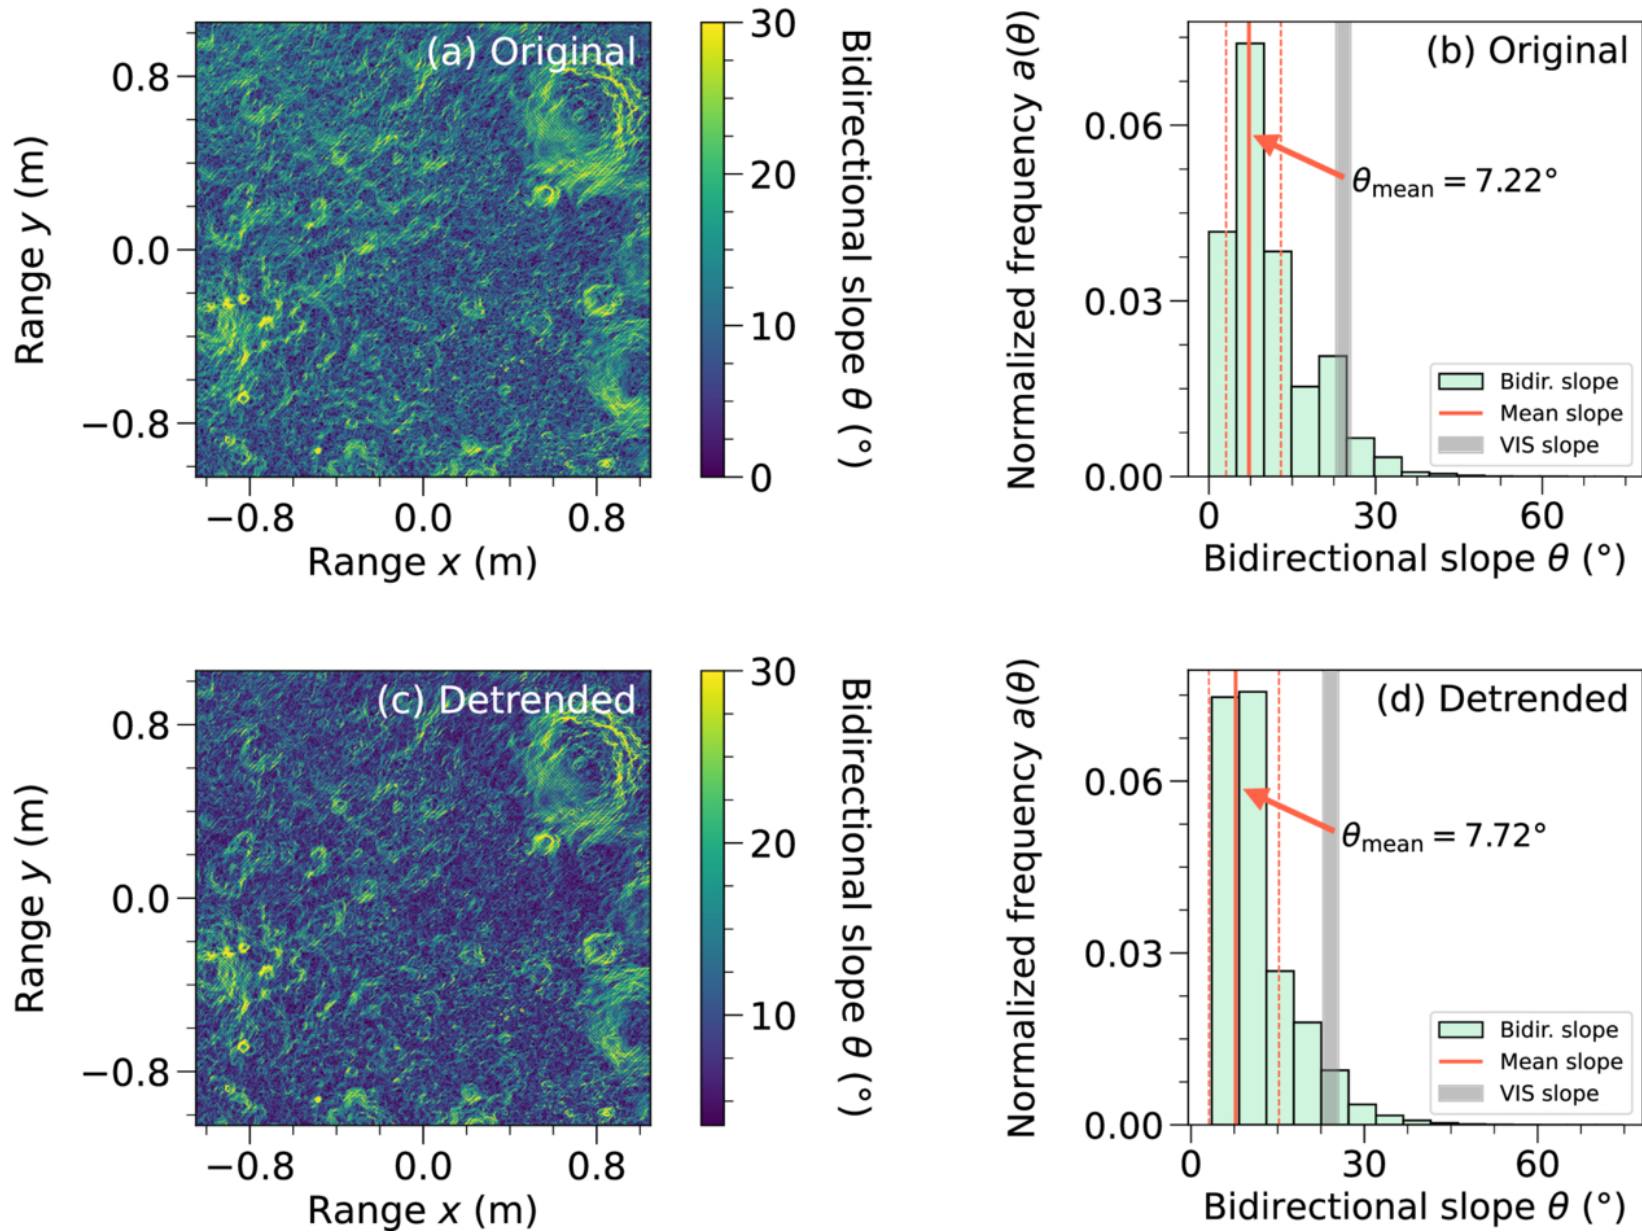 (a) Original
Range y (m)
0.8
0.0
−0.8
−0.8 0.0 0.8
Range x (m)
30
20
10
0
Bidirectional slope θ (°)
(b) Original
Normalized frequency a(θ)
0.06
0.03
0.00
θmean = 7.22°
Bidir. slope
Mean slope
VIS slope
0 30 60
Bidirectional slope θ (°)
(c) Detrended
Range y (m)
0.8
0.0
−0.8
−0.8 0.0 0.8
Range x (m)
30
20
10
Bidirectional slope θ (°)
(d) Detrended
Normalized frequency a(θ)
0.06
0.03
0.00
θmean = 7.72°
Bidir. slope
Mean slope
VIS slope
0 30 60
Bidirectional slope θ (°)